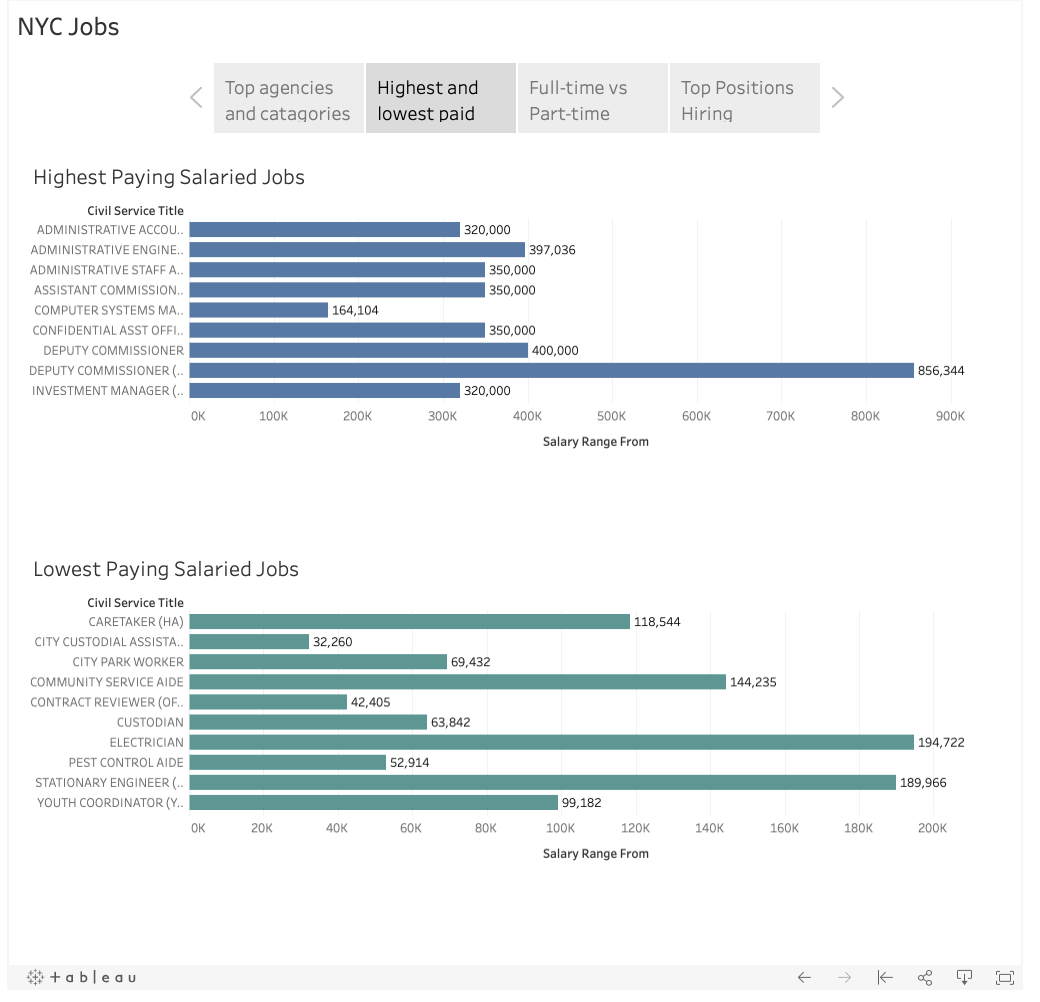 NYC Jobs
Top agencies
and catagories
Highest and
lowest paid
Full-time vs
Part-time
Top Positions
Hiring
Highest Paying Salaried Jobs
Civil Service Title
ADMINISTRATIVE ACCOU.. 320,000
ADMINISTRATIVE ENGINE.. 397,036
ADMINISTRATIVE STAFF A.. 350,000
ASSISTANT COMMISSION.. 350,000
COMPUTER SYSTEMS MA.. 164,104
CONFIDENTIAL ASST OFFI.. 350,000
DEPUTY COMMISSIONER 400,000
DEPUTY COMMISSIONER (.. 856,344
INVESTMENT MANAGER (.. 320,000
0K 100K 200K 300K 400K 500K 600K 700K 800K 900K
Salary Range From
Lowest Paying Salaried Jobs
Civil Service Title
CARETAKER (HA) 118,544
CITY CUSTODIAL ASSISTA.. 32,260
CITY PARK WORKER 69,432
COMMUNITY SERVICE AIDE 144,235
CONTRACT REVIEWER (OF.. 42,405
CUSTODIAN 63,842
ELECTRICIAN 194,722
PEST CONTROL AIDE 52,914
STATIONARY ENGINEER (.. 189,966
YOUTH COORDINATOR (Y.. 99,182
0K 20K 40K 60K 80K 100K 120K 140K 160K 180K 200K
Salary Range From
+ableau